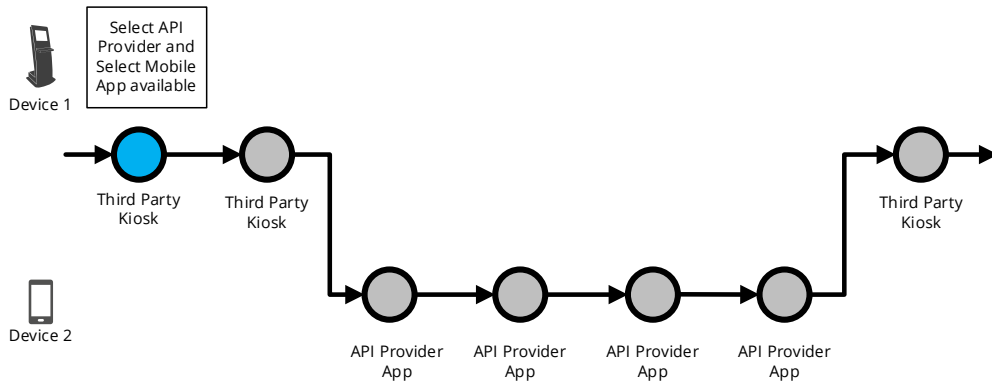 Select API
Provider and
Select Mobile
App available
Device 1
Third Party
Kiosk
Third Party
Kiosk
Third Party
Kiosk
Device 2
API Provider
App
API Provider
App
API Provider
App
API Provider
App